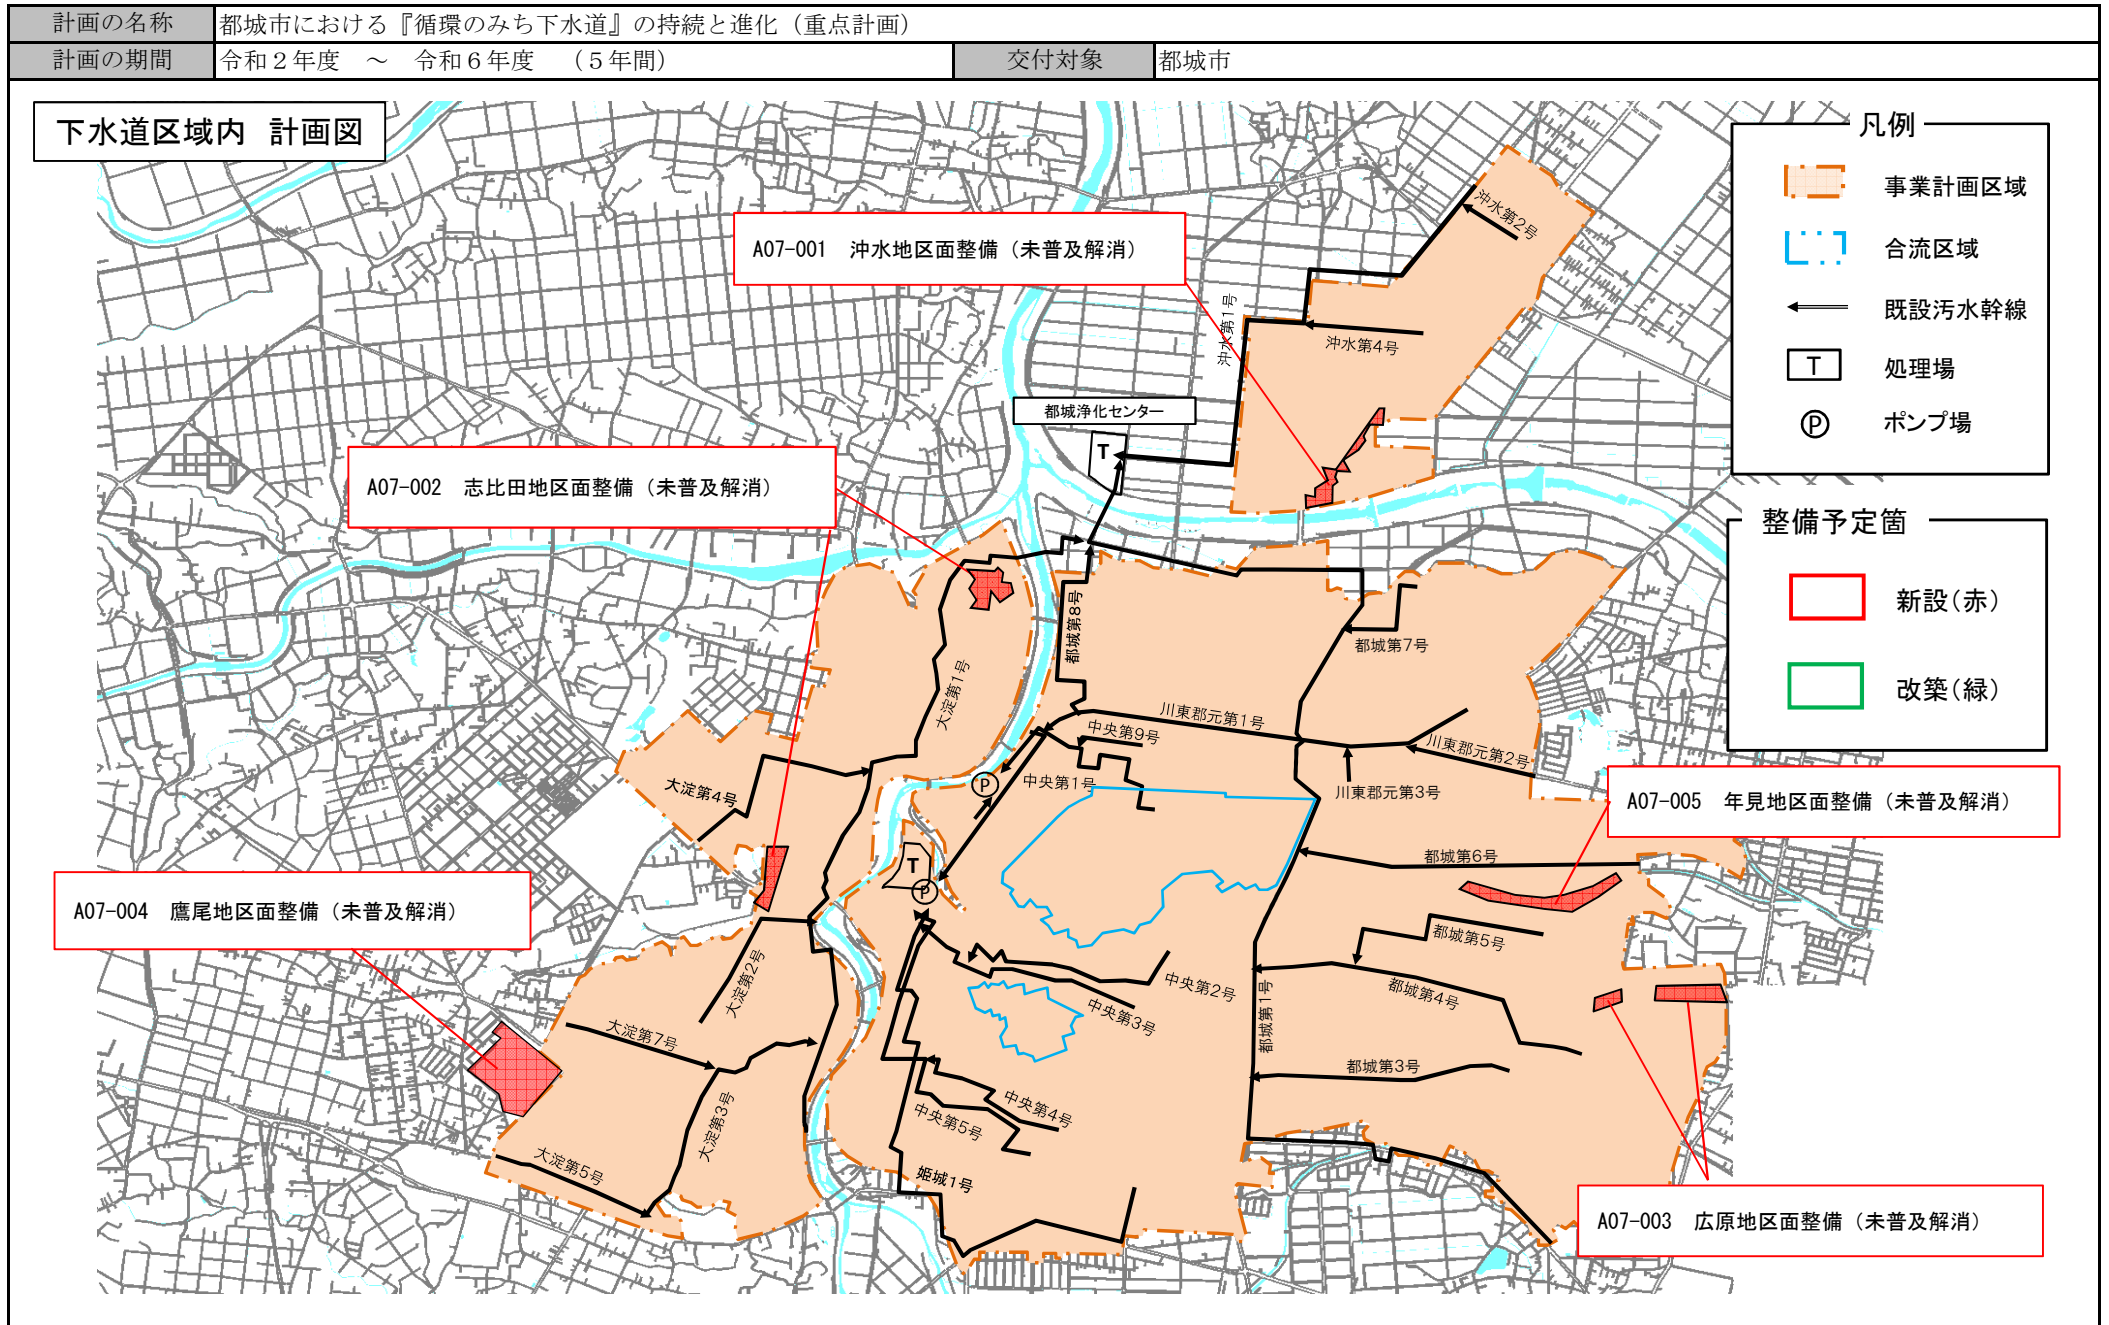 計画の名称 都城市における『循環のみち下水道』の持続と進化（重点計画）
計画の期間 令和２年度 ～ 令和６年度 （５年間） 交付対象 都城市
下水道区域内 計画図
凡例
事業計画区域
合流区域
既設汚水幹線
T 処理場
P ポンプ場
整備予定箇
新設(赤)
改築(緑)
A07-001 沖水地区面整備（未普及解消）
A07-002 志比田地区面整備（未普及解消）
A07-004 鷹尾地区面整備（未普及解消）
A07-005 年見地区面整備（未普及解消）
A07-003 広原地区面整備（未普及解消）
沖水第2号
沖水第1号
沖水第4号
都城浄化センター
T
都城第8号
都城第7号
大淀第1号
川東郡元第1号
中央第9号
川東郡元第2号
大淀第4号
P
中央第1号
川東郡元第3号
T
P
都城第6号
都城第5号
大淀第2号
中央第2号
都城第4号
中央第3号
都城第1号
大淀第7号
都城第3号
中央第4号
大淀第3号
中央第5号
大淀第5号
姫城1号